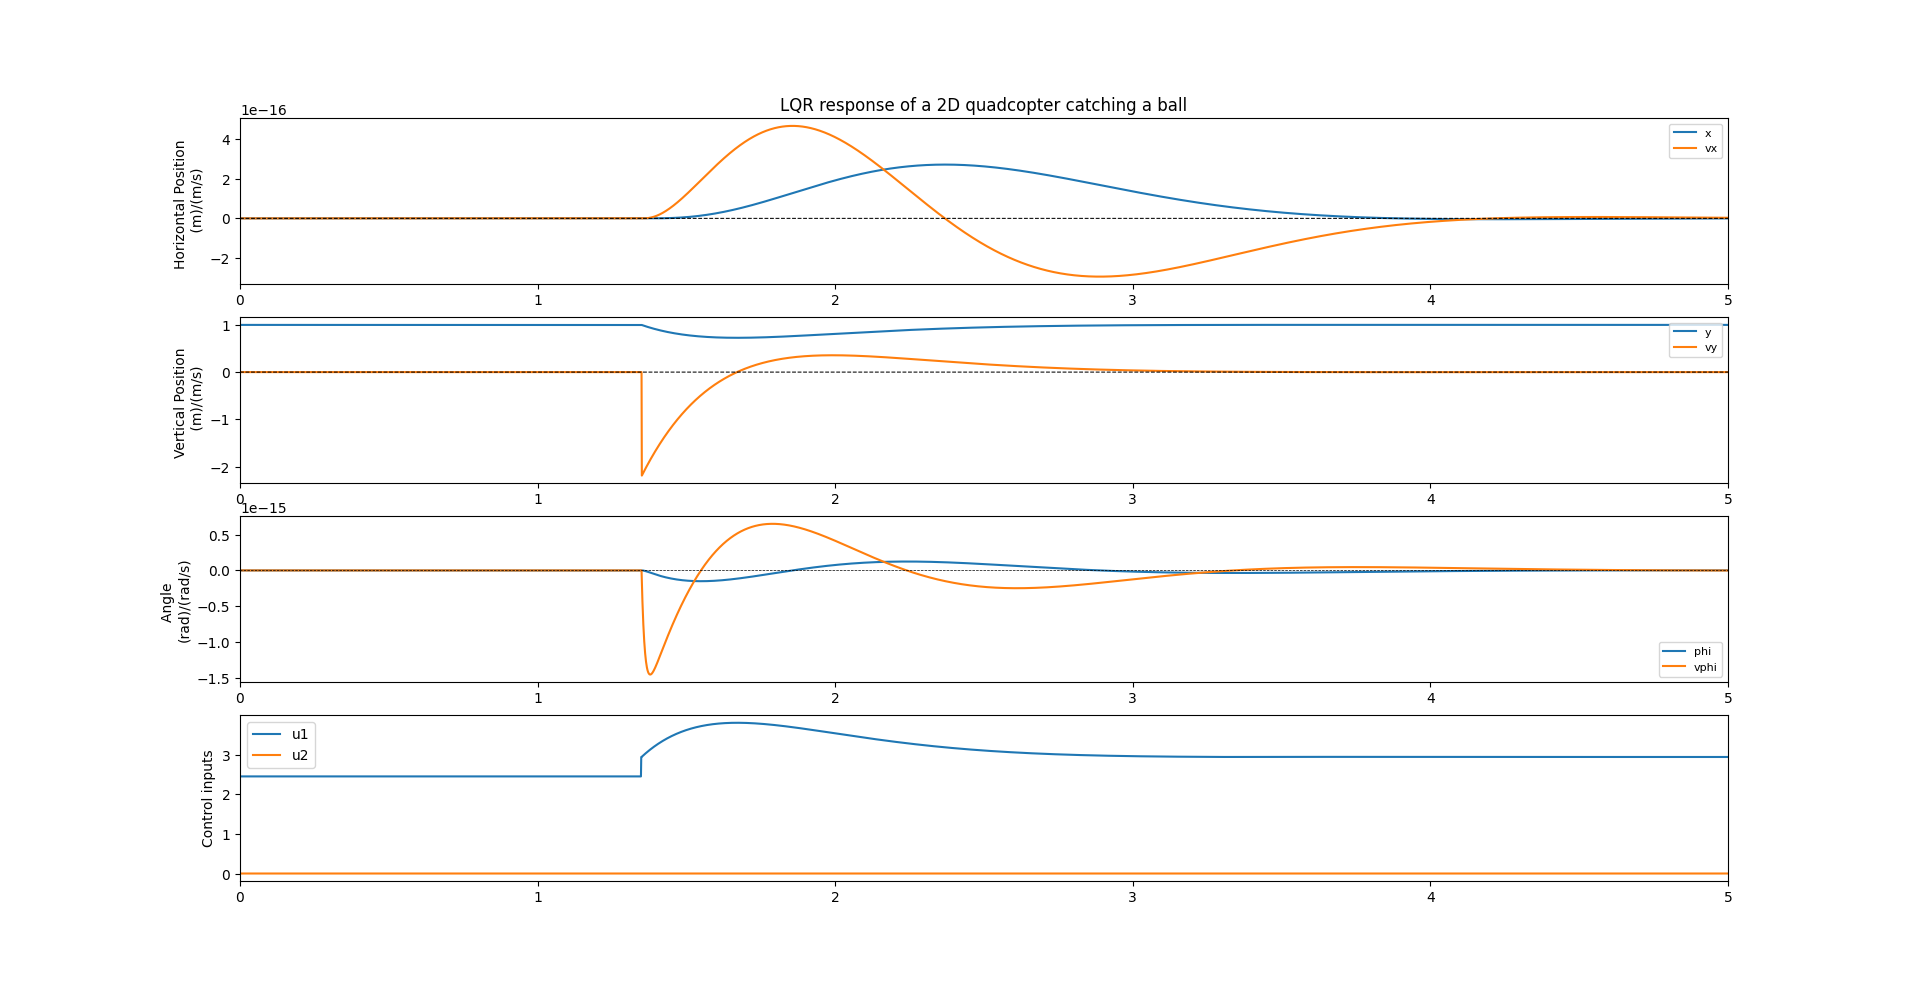 LQR response of a 2D quadcopter catching a ball
1e−16
Horizontal Position
(m)/(m/s)
4
2
0
−2
x
vx
0 1 2 3 4 5
Vertical Position
(m)/(m/s)
1
0
−1
−2
y
vy
0 1 2 3 4 5
1e−15
Angle
(rad)/(rad/s)
0.5
0.0
−0.5
−1.0
−1.5
phi
vphi
0 1 2 3 4 5
Control inputs
3
2
1
0
u1
u2
0 1 2 3 4 5